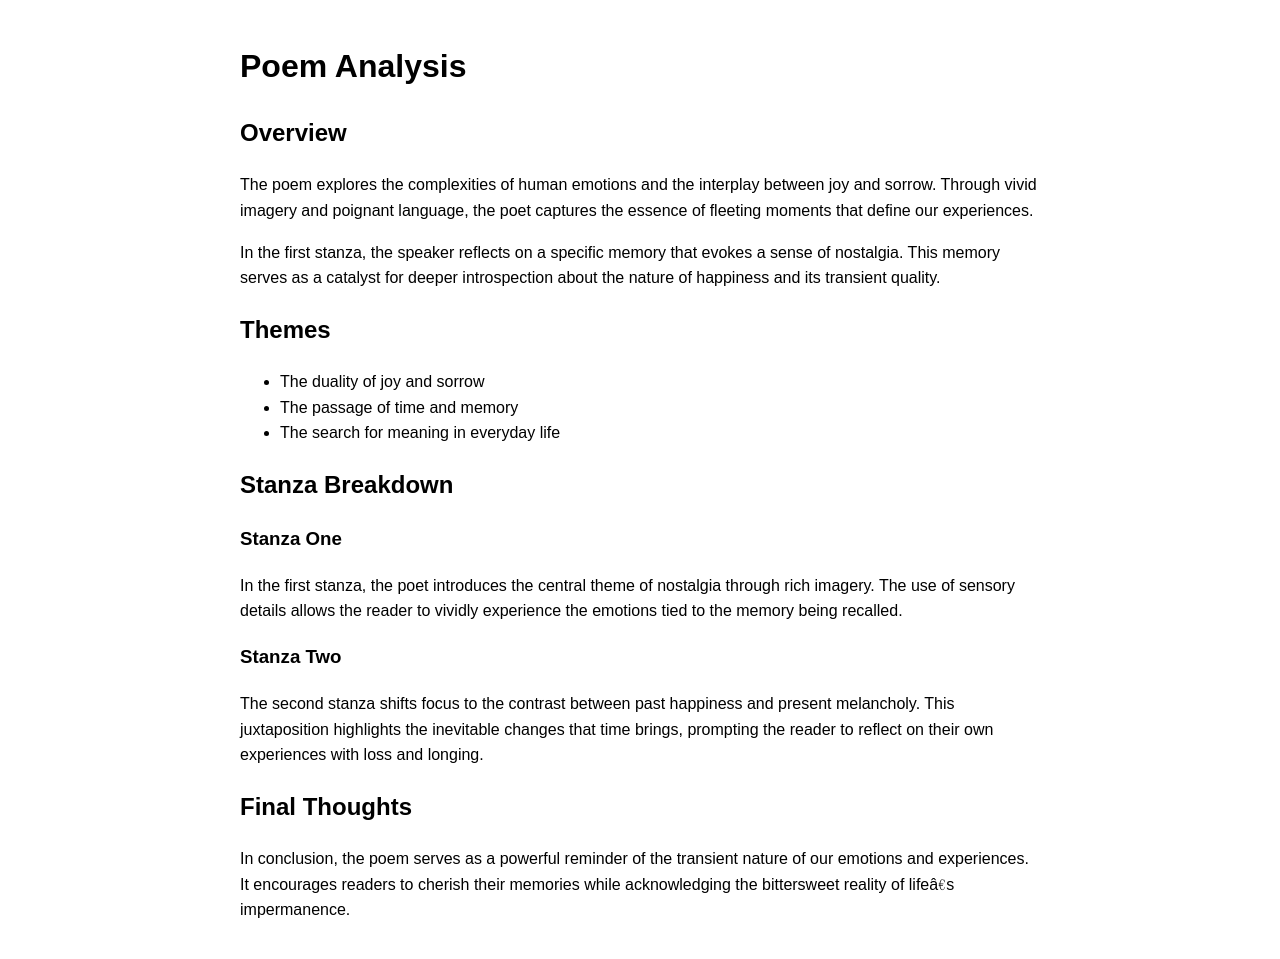 Poem Analysis
Overview
The poem explores the complexities of human emotions and the interplay between joy and sorrow. Through vivid
imagery and poignant language, the poet captures the essence of fleeting moments that define our experiences.
In the first stanza, the speaker reflects on a specific memory that evokes a sense of nostalgia. This memory
serves as a catalyst for deeper introspection about the nature of happiness and its transient quality.
Themes
• The duality of joy and sorrow
• The passage of time and memory
• The search for meaning in everyday life
Stanza Breakdown
Stanza One
In the first stanza, the poet introduces the central theme of nostalgia through rich imagery. The use of sensory
details allows the reader to vividly experience the emotions tied to the memory being recalled.
Stanza Two
The second stanza shifts focus to the contrast between past happiness and present melancholy. This
juxtaposition highlights the inevitable changes that time brings, prompting the reader to reflect on their own
experiences with loss and longing.
Final Thoughts
In conclusion, the poem serves as a powerful reminder of the transient nature of our emotions and experiences.
It encourages readers to cherish their memories while acknowledging the bittersweet reality of lifeâ€s
impermanence.